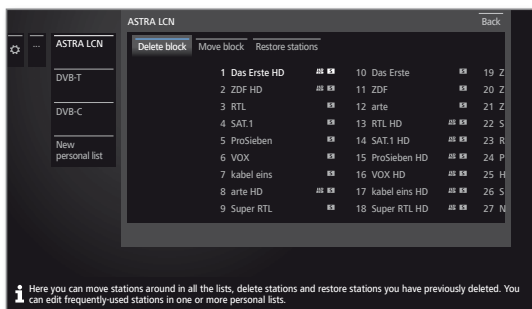 ASTRA LCN
Back
...
ASTRA LCN
DVB-T
DVB-C
New
personal list
Delete block
Move block
Restore stations
1 Das Erste HD
2 ZDF HD
3 RTL
4 SAT.1
5 ProSieben
6 VOX
7 kabel eins
8 arte HD
9 Super RTL
10 Das Erste
11 ZDF
12 arte
13 RTL HD
14 SAT.1 HD
15 ProSieben HD
16 VOX HD
17 kabel eins HD
18 Super RTL HD
19 Z
20 Z
21 Z
22 S
23 R
24 P
25 H
26 S
27 N
Here you can move stations around in all the lists, delete stations and restore stations you have previously deleted. You
can edit frequently-used stations in one or more personal lists.